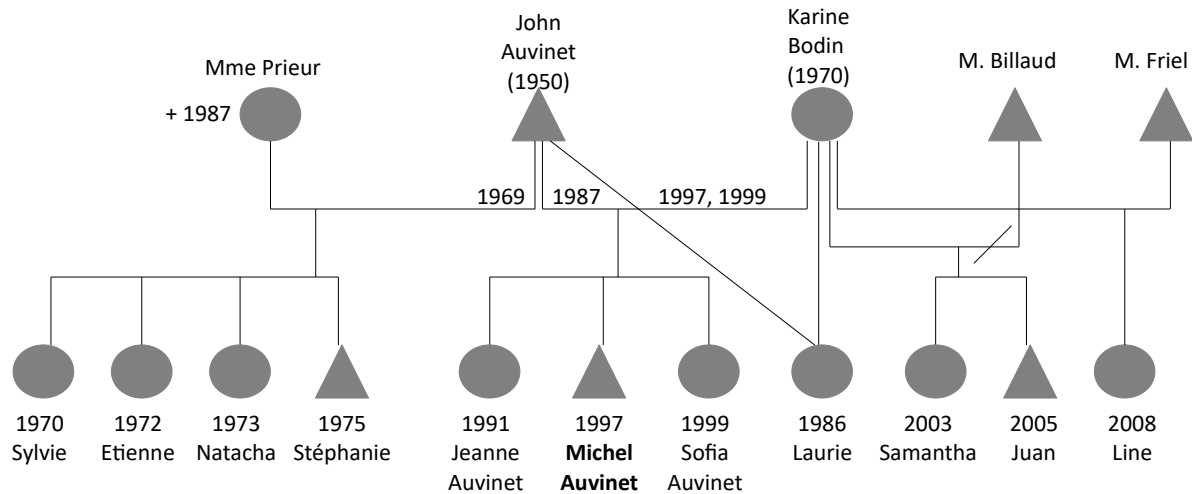 Mme Prieur
+ 1987
John
Auvinet
(1950)
Karine
Bodin
(1970)
M. Billaud
M. Friel
1969
1987
1997, 1999
1970
Sylvie
1972
Etienne
1973
Natacha
1975
Stéphanie
1991
Jeanne
Auvinet
1997
Michel
Auvinet
1999
Sofia
Auvinet
1986
Laurie
2003
Samantha
2005
Juan
2008
Line